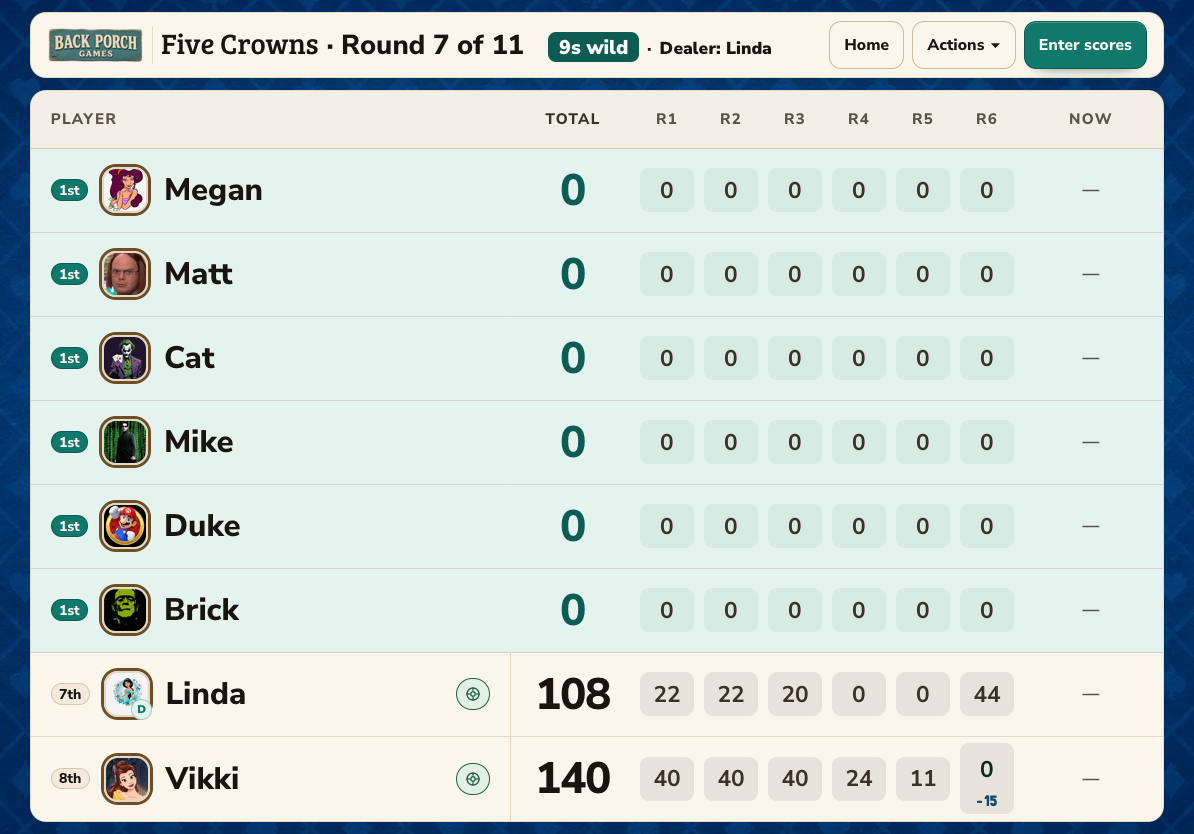 BACK PORCH
GAMES
Five Crowns · Round 7 of 11 9s wild · Dealer: Linda Home Actions Enter scores
PLAYER TOTAL R1 R2 R3 R4 R5 R6 NOW
1st Megan 0 0 0 0 0 0 0 —
1st Matt 0 0 0 0 0 0 0 —
1st Cat 0 0 0 0 0 0 0 —
1st Mike 0 0 0 0 0 0 0 —
1st Duke 0 0 0 0 0 0 0 —
1st Brick 0 0 0 0 0 0 0 —
7th D Linda 108 22 22 20 0 0 44 —
8th Vikki 140 40 40 40 24 11 0 —
-15